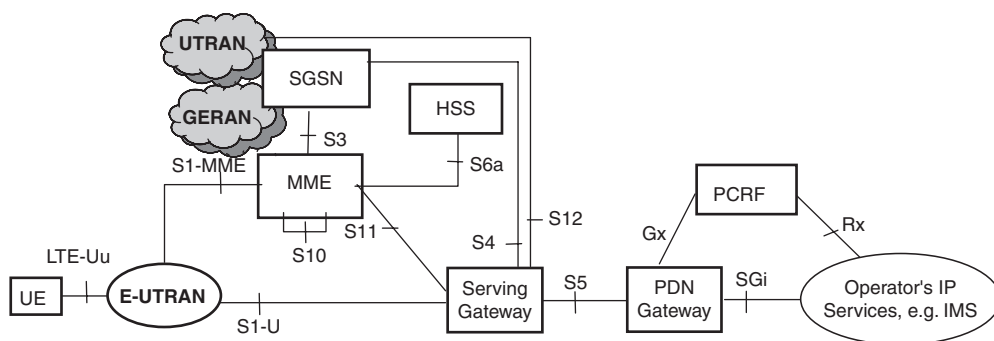 UTRAN
SGSN
GERAN
HSS
S3
S1-MME
S6a
MME
PCRF
S12
S10
S11
S4
Gx
Rx
LTE-Uu
UE
E-UTRAN
S1-U
Serving
Gateway
S5
PDN
Gateway
SGi
Operator's IP
Services, e.g. IMS